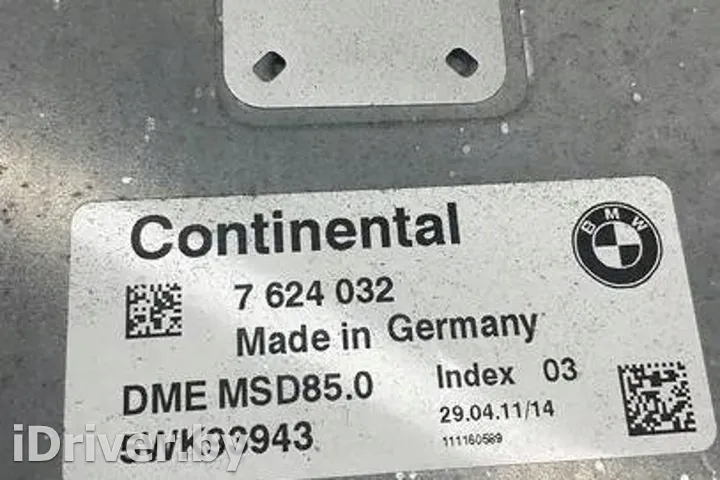 Continental
BMW
7 624 032
Made in Germany
DME MSD85.0
Index 03
29.04.11/14
5WK93943
111160589
iDriver.by